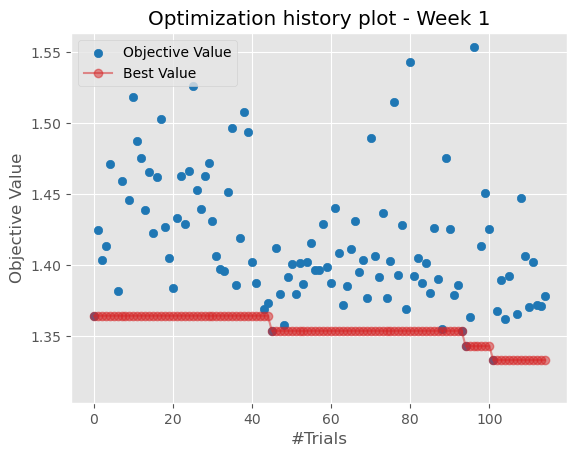 Optimization history plot - Week 1
Objective Value
Best Value
Objective Value
1.55
1.50
1.45
1.40
1.35
0
20
40
60
80
100
#Trials